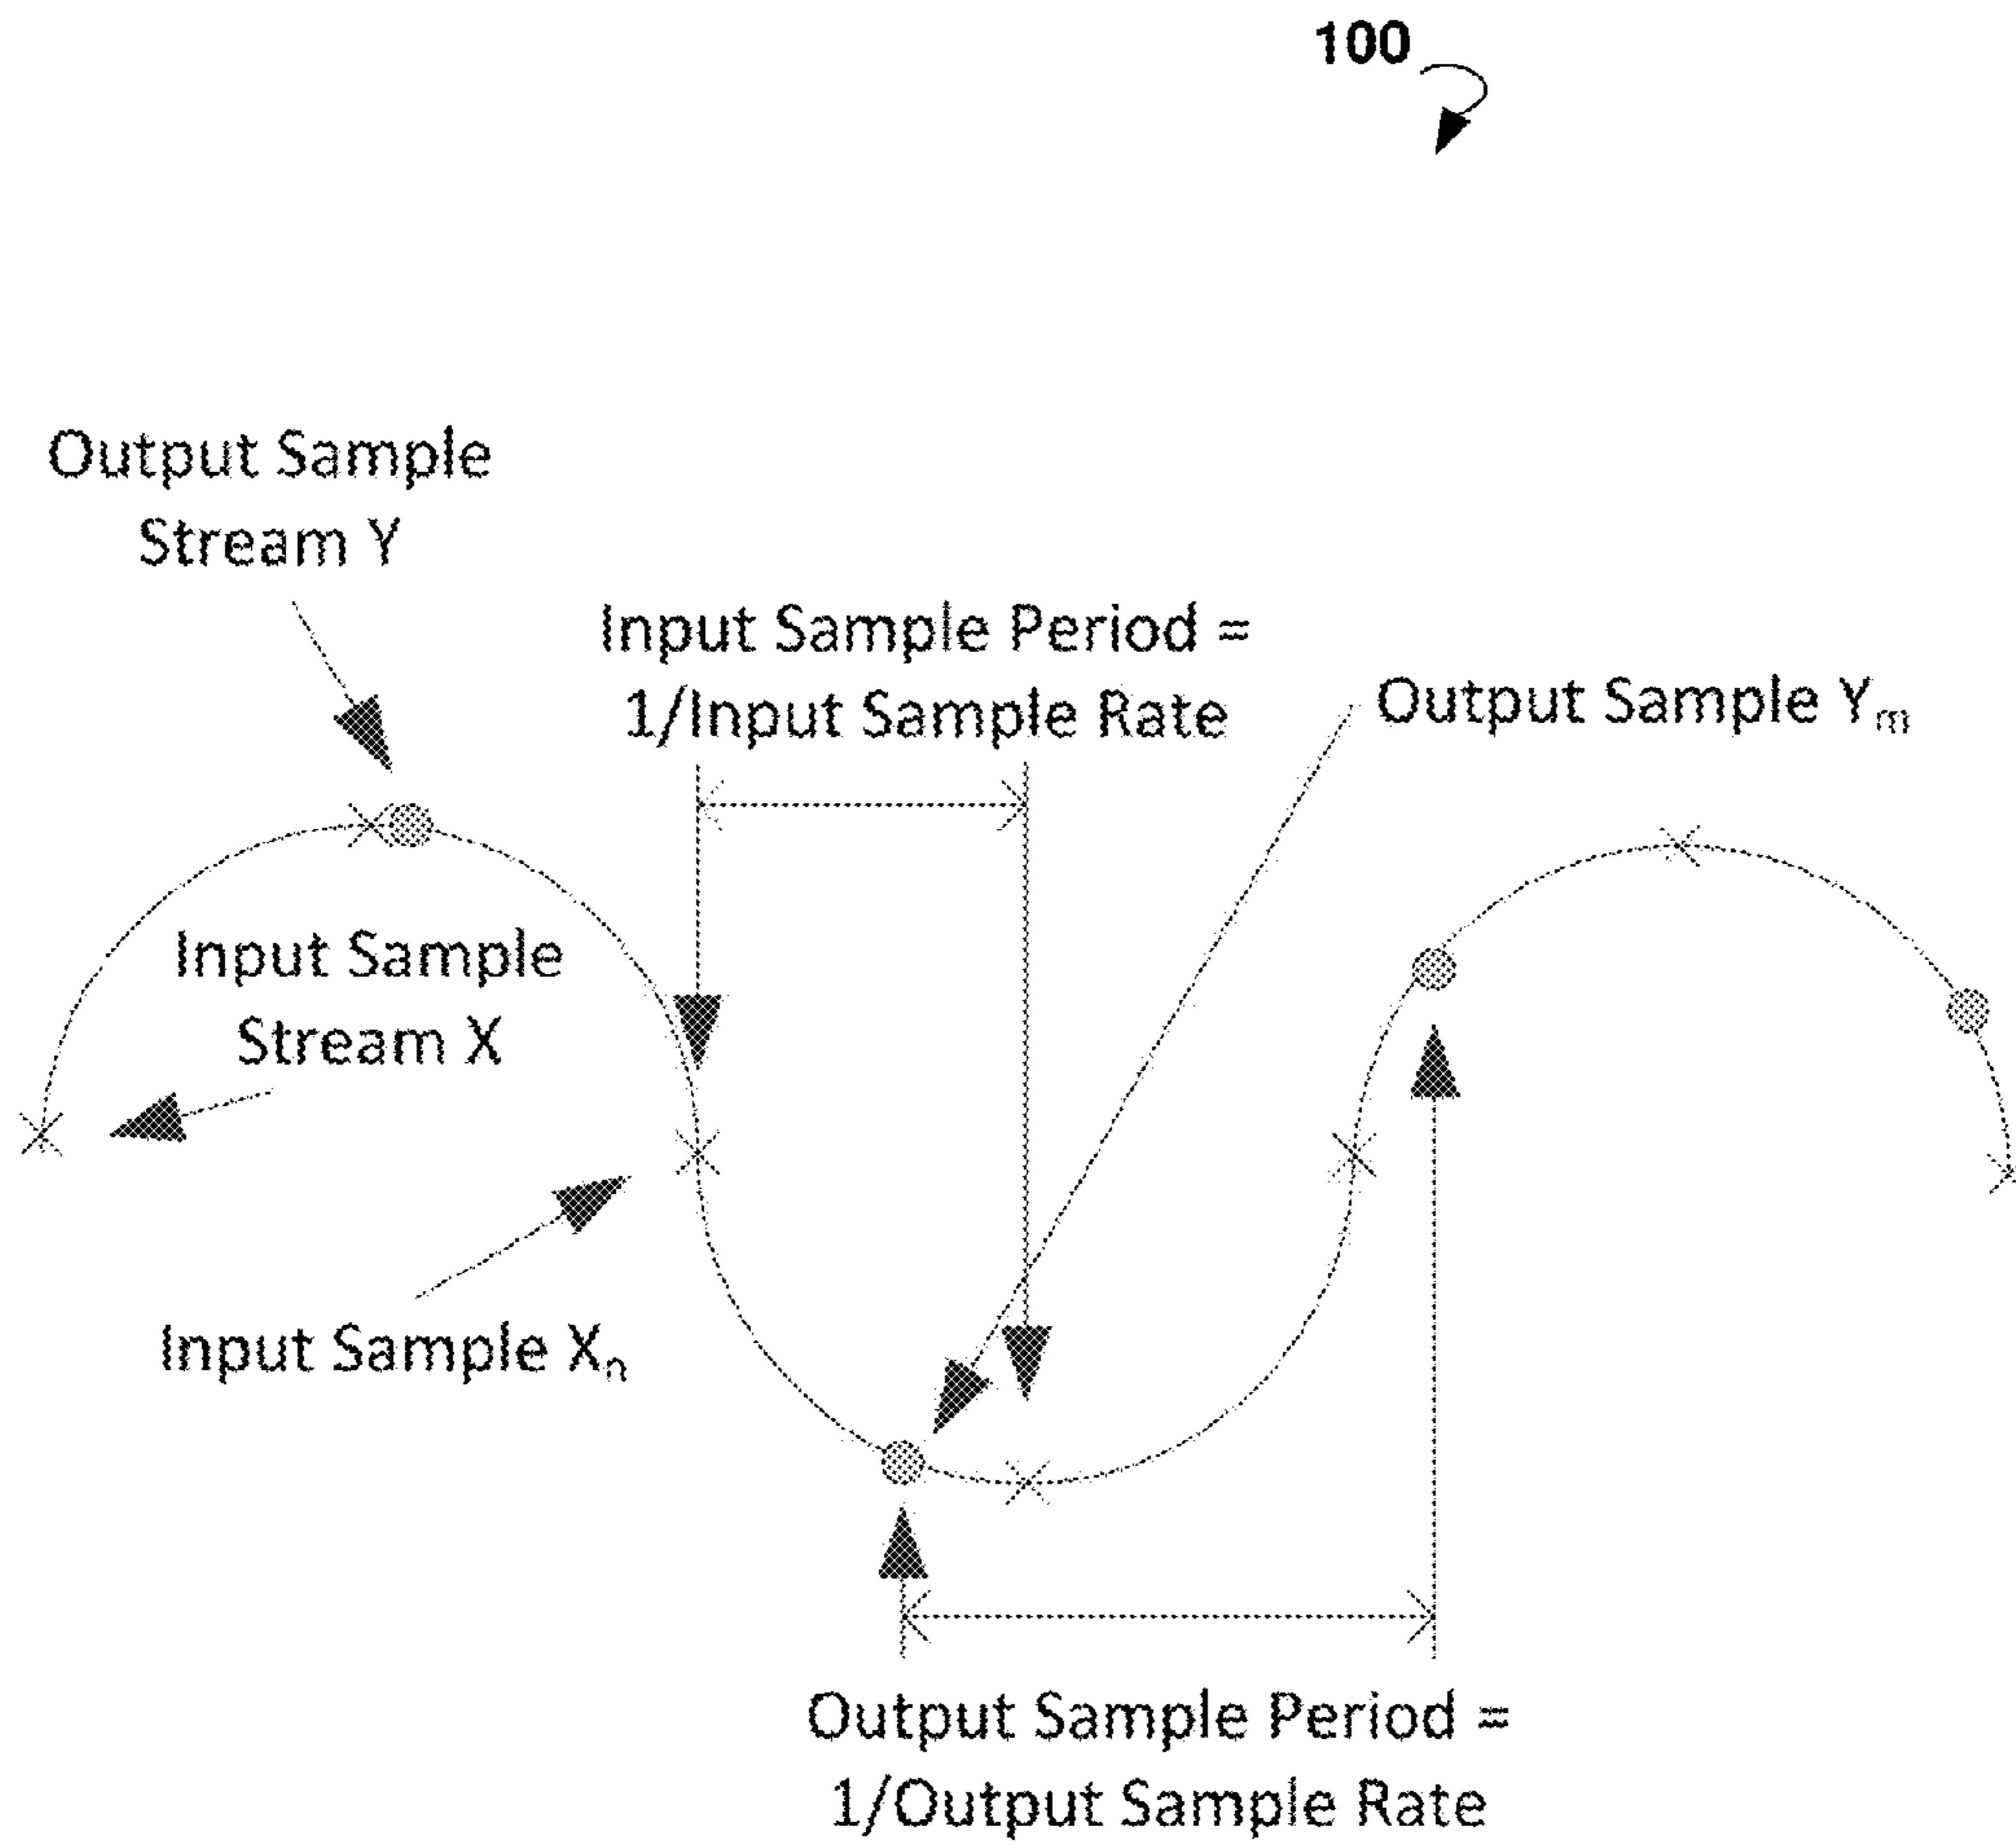 100
Output Sample
Stream Y
Input Sample Period =
1/Input Sample Rate
Output Sample Yₘ
Input Sample
Stream X
Input Sample Xₙ
Output Sample Period =
1/Output Sample Rate